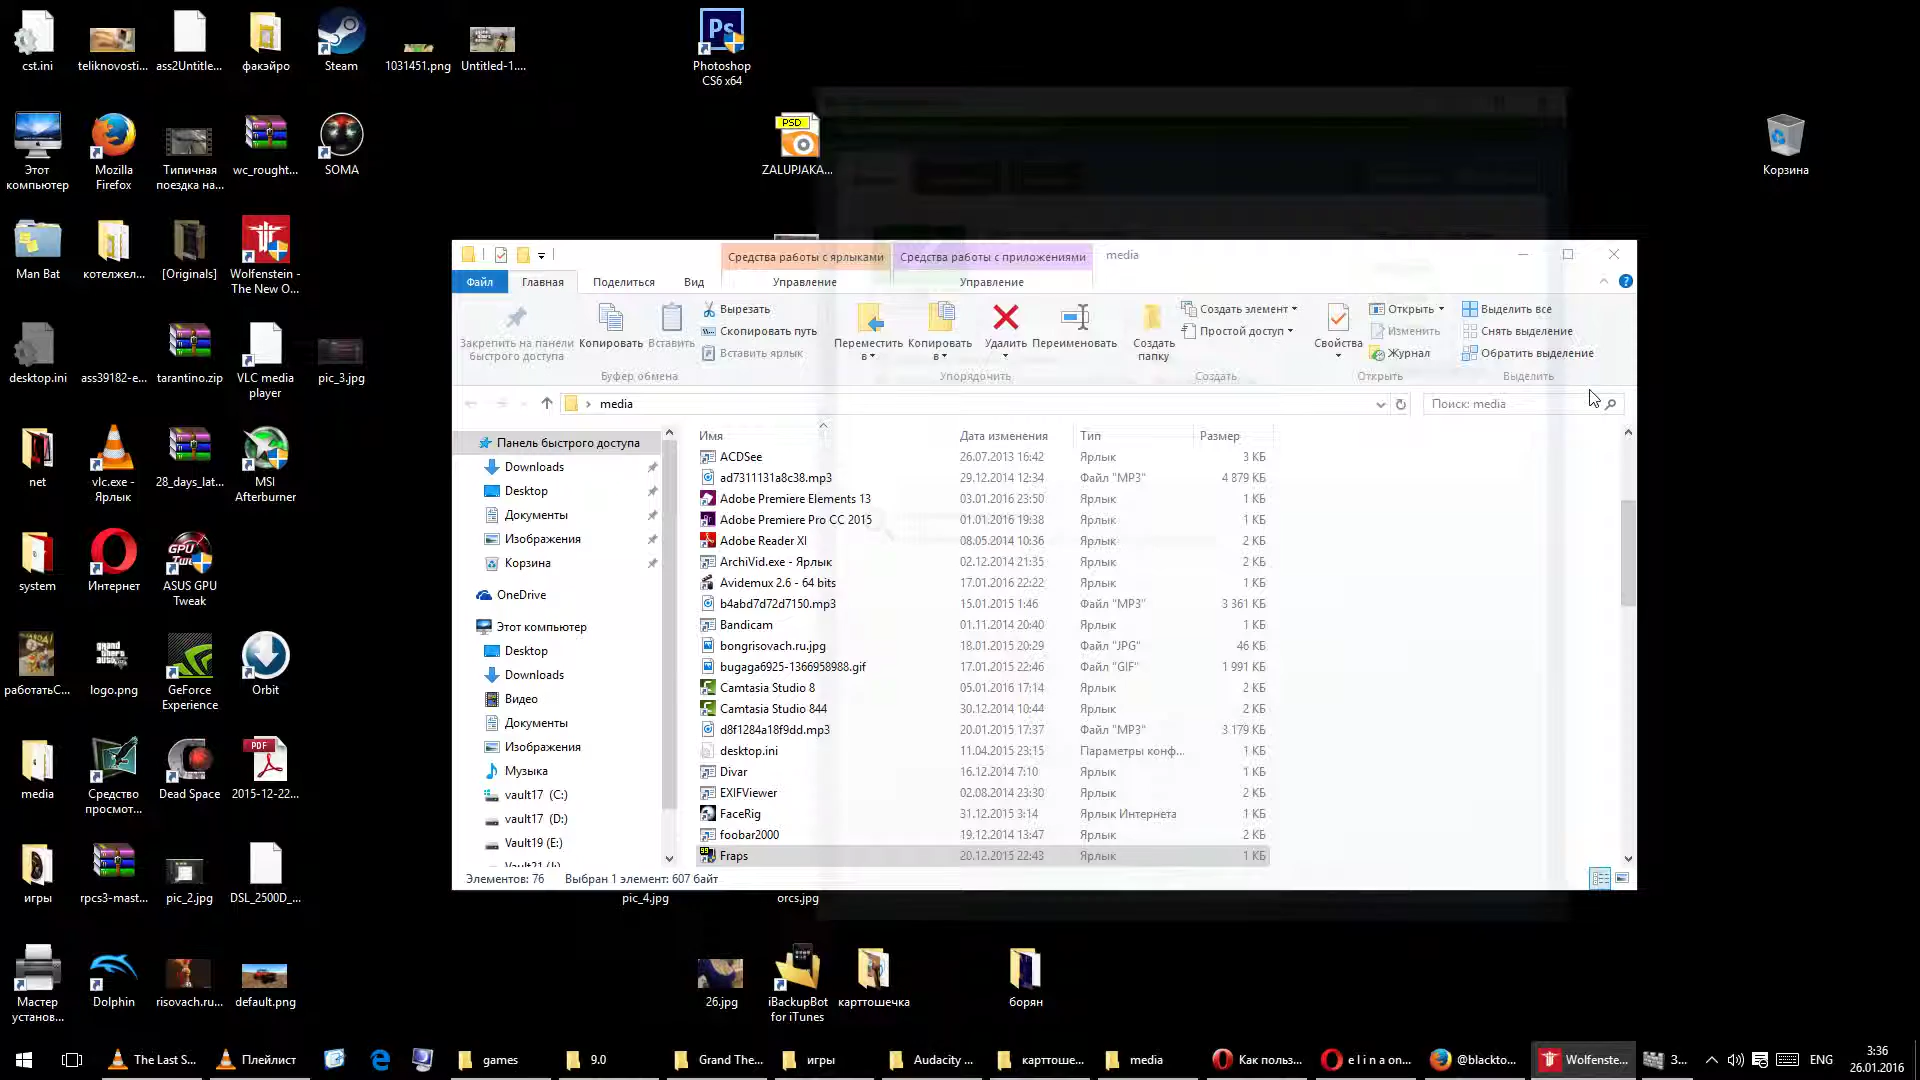 cst.ini
teliknovosti...
ass2Untitle...
факэйро
Steam
1031451.png
Untitled-1....
Photoshop
CS6 x64
Этот
компьютер
Mozilla
Firefox
Типичная
поездка на...
wc_rought...
SOMA
PSD
ZALUPJAKA...
Корзина
Man Bat
котелжел...
[Originals]
Wolfenstein -
The New O...
desktop.ini
ass39182-e...
tarantino.zip
VLC media
player
pic_3.jpg
net
vlc.exe -
Ярлык
28_days_lat...
MSI
Afterburner
system
Интернет
ASUS GPU
Tweak
работатьС...
logo.png
GeForce
Experience
Orbit
media
Средство
просмот...
Dead Space
2015-12-22...
игры
rpcs3-mast...
pic_2.jpg
DSL_2500D_...
Мастер
установ...
Dolphin
risovach.ru...
default.png
Средства работы с ярлыками
Средства работы с приложениями
media
Файл
Главная
Поделиться
Вид
Управление
Управление
Закрепить на панели
быстрого доступа
Копировать
Вставить
Вырезать
Скопировать путь
Вставить ярлык
Переместить
в
Копировать
в
Удалить
Переименовать
Создать
папку
Создать элемент
Простой доступ
Свойства
Открыть
Изменить
Журнал
Выделить все
Снять выделение
Обратить выделение
Буфер обмена
Упорядочить
Создать
Открыть
Выделить
media
Поиск: media
Панель быстрого доступа
Downloads
Desktop
Документы
Изображения
Корзина
OneDrive
Этот компьютер
Desktop
Downloads
Видео
Документы
Изображения
Музыка
vault17 (C:)
vault17 (D:)
Vault19 (E:)
Имя Дата изменения Тип Размер
ACDSee 26.07.2013 16:42 Ярлык 3 КБ
ad7311131a8c38.mp3 29.12.2014 12:34 Файл "MP3" 4 879 КБ
Adobe Premiere Elements 13 03.01.2016 23:50 Ярлык 1 КБ
Adobe Premiere Pro CC 2015 01.01.2016 19:38 Ярлык 1 КБ
Adobe Reader XI 08.05.2014 10:36 Ярлык 2 КБ
ArchiVid.exe - Ярлык 02.12.2014 21:35 Ярлык 1 КБ
Avidemux 2.6 - 64 bits 17.01.2016 22:22 Ярлык 1 КБ
b4abd7d72d7150.mp3 15.01.2015 1:46 Файл "MP3" 3 361 КБ
Bandicam 01.11.2014 20:40 Ярлык 1 КБ
bongrisovach.ru.jpg 18.01.2015 20:29 Файл "JPG" 46 КБ
bugaga6925-1366958988.gif 17.01.2015 22:46 Файл "GIF" 1 991 КБ
Camtasia Studio 8 05.01.2016 17:14 Ярлык 2 КБ
Camtasia Studio 844 30.12.2014 10:44 Ярлык 2 КБ
d8f1284a18f9dd.mp3 20.01.2015 17:37 Файл "MP3" 3 179 КБ
desktop.ini 11.04.2015 23:15 Параметры конф... 1 КБ
Divar 16.12.2014 7:10 Ярлык 1 КБ
EXIFViewer 02.08.2014 23:30 Ярлык 2 КБ
FaceRig 31.12.2015 3:14 Ярлык Интернета 1 КБ
foobar2000 19.12.2014 13:47 Ярлык 2 КБ
Fraps 20.12.2015 22:43 Ярлык 1 КБ
Элементов: 76 Выбран 1 элемент: 607 байт
pic_4.jpg
orcs.jpg
26.jpg
iBackupBot
for iTunes
карттошечка
борян
The Last S...
Плейлист
games
9.0
Grand The...
игры
Audacity ...
карттоше...
media
Как польз...
e l i n a on...
@blackto...
Wolfenste...
З...
ENG
3:36
26.01.2016